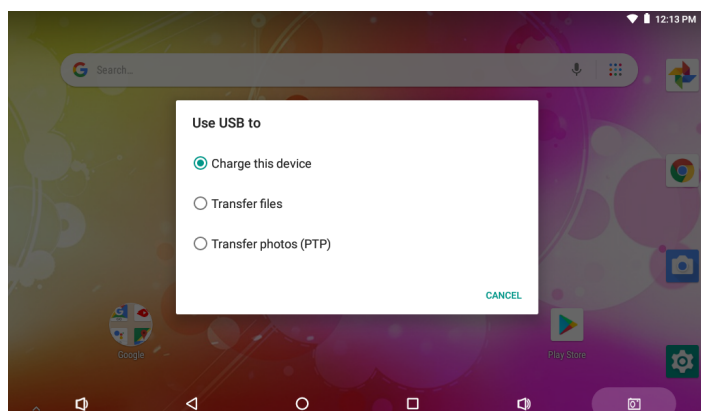 12:13 PM
Search...
Use USB to
Charge this device
Transfer files
Transfer photos (PTP)
CANCEL
Google
Play Store